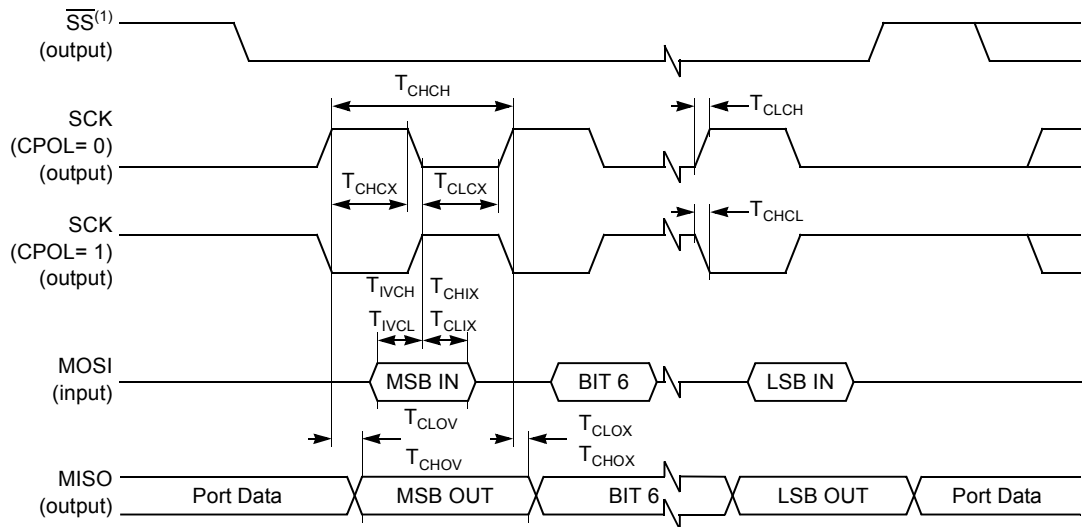 SS(1)
(output)
T_CHCH
T_CLCH
SCK
(CPOL= 0)
(output)
T_CHCX
T_CLCX
T_CHCL
SCK
(CPOL= 1)
(output)
T_IVCH
T_CHIX
T_IVCL
T_CLIX
MOSI
(input)
MSB IN
BIT 6
LSB IN
T_CLOV
T_CLOX
T_CHOV
T_CHOX
MISO
(output)
Port Data
MSB OUT
BIT 6
LSB OUT
Port Data